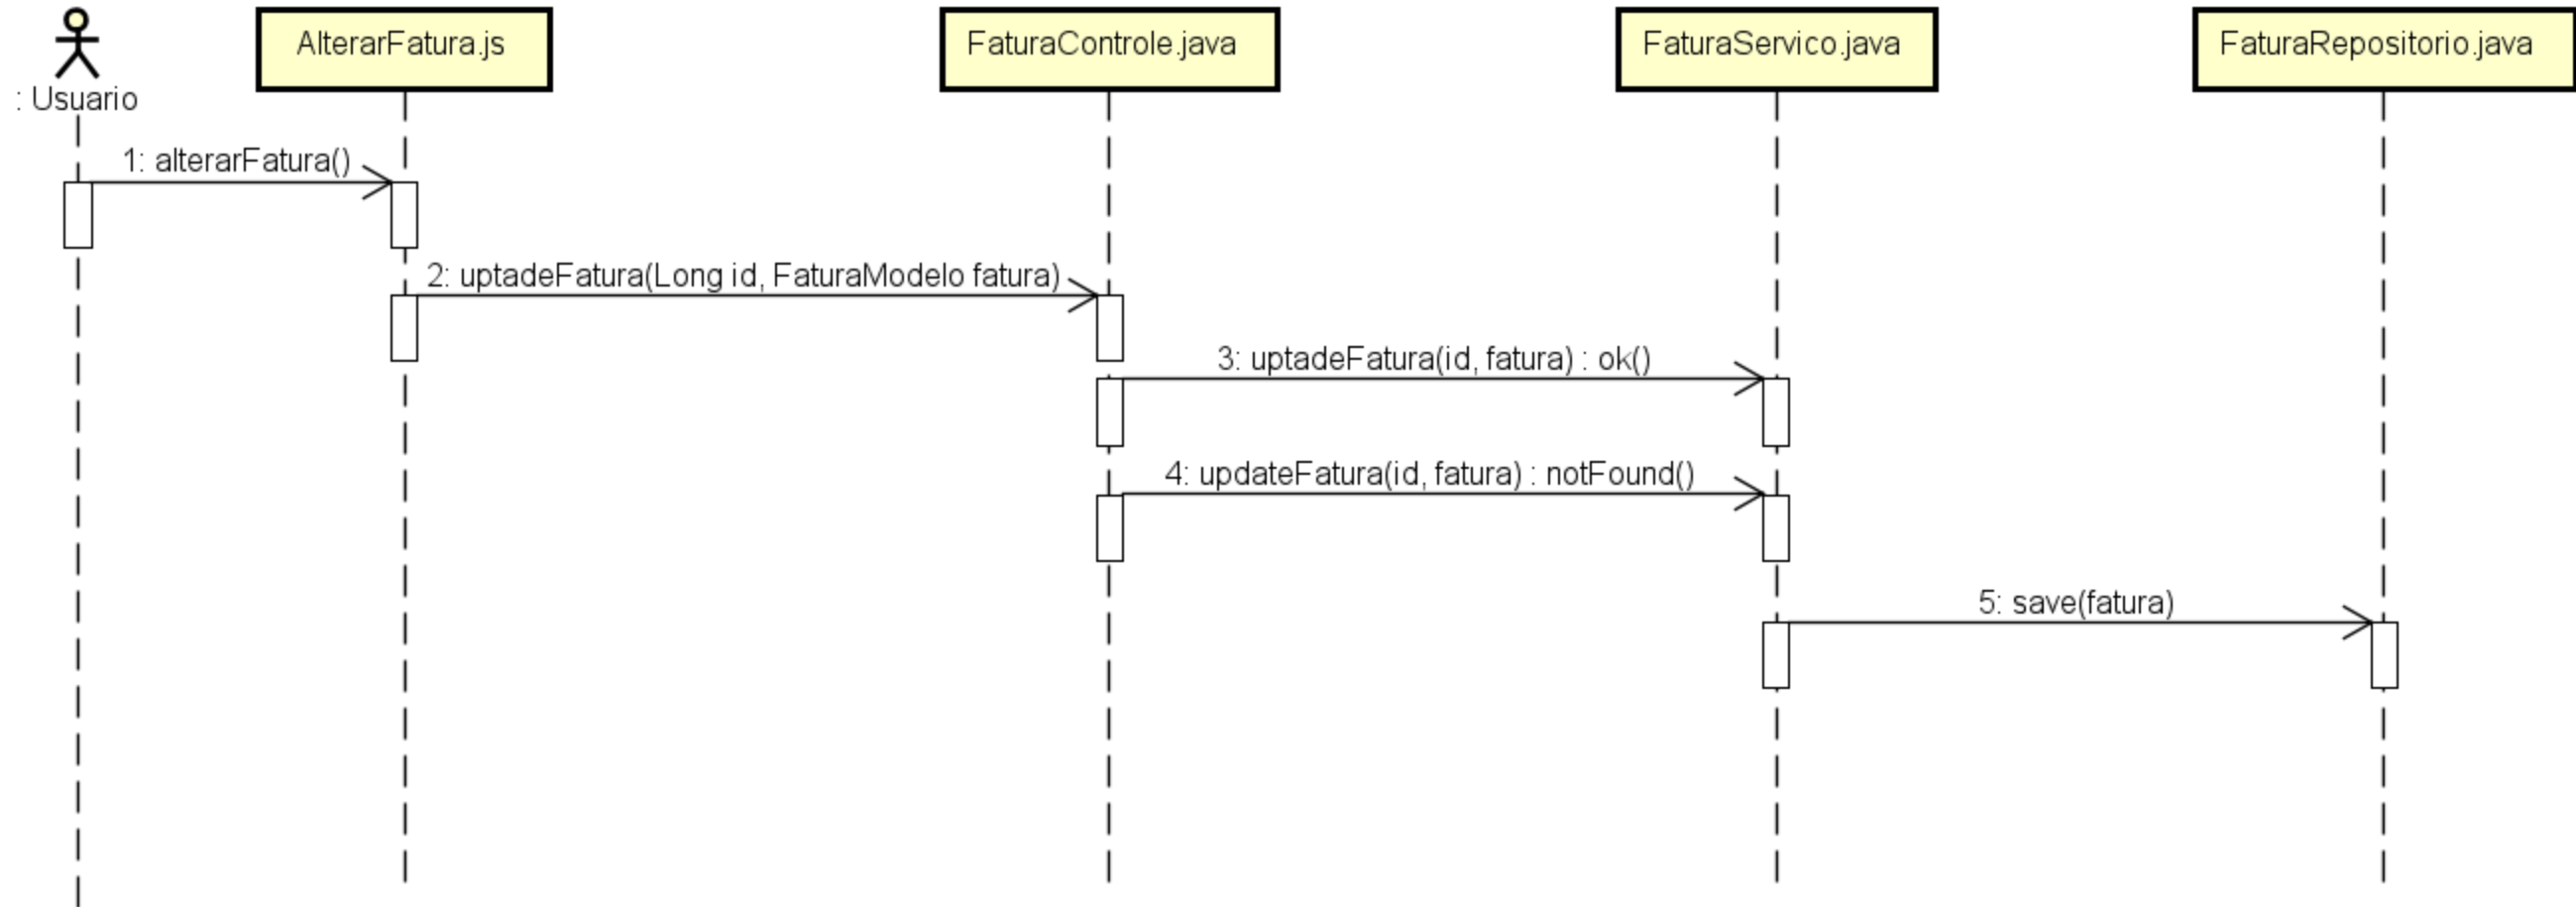 AlterarFatura.js
FaturaControle.java
FaturaServico.java
FaturaRepositorio.java
: Usuario
1: alterarFatura()
2: uptadeFatura(Long id, FaturaModelo fatura)
3: uptadeFatura(id, fatura) : ok()
4: updateFatura(id, fatura) : notFound()
5: save(fatura)